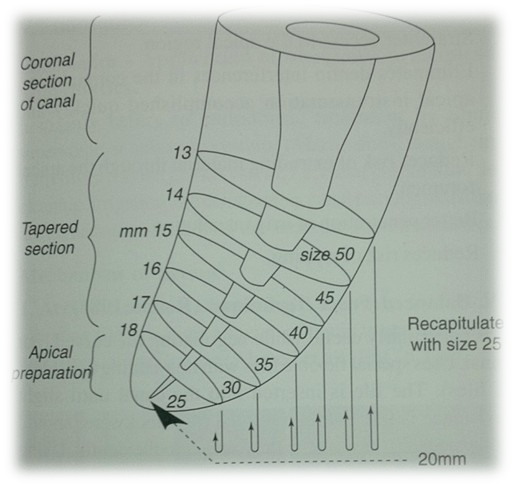 Coronal
section
of canal
13
14
Tapered
section
mm 15
16
17
18
Apical
preparation
size 50
45
40
35
30
25
Recapitulate
with size 25
20mm